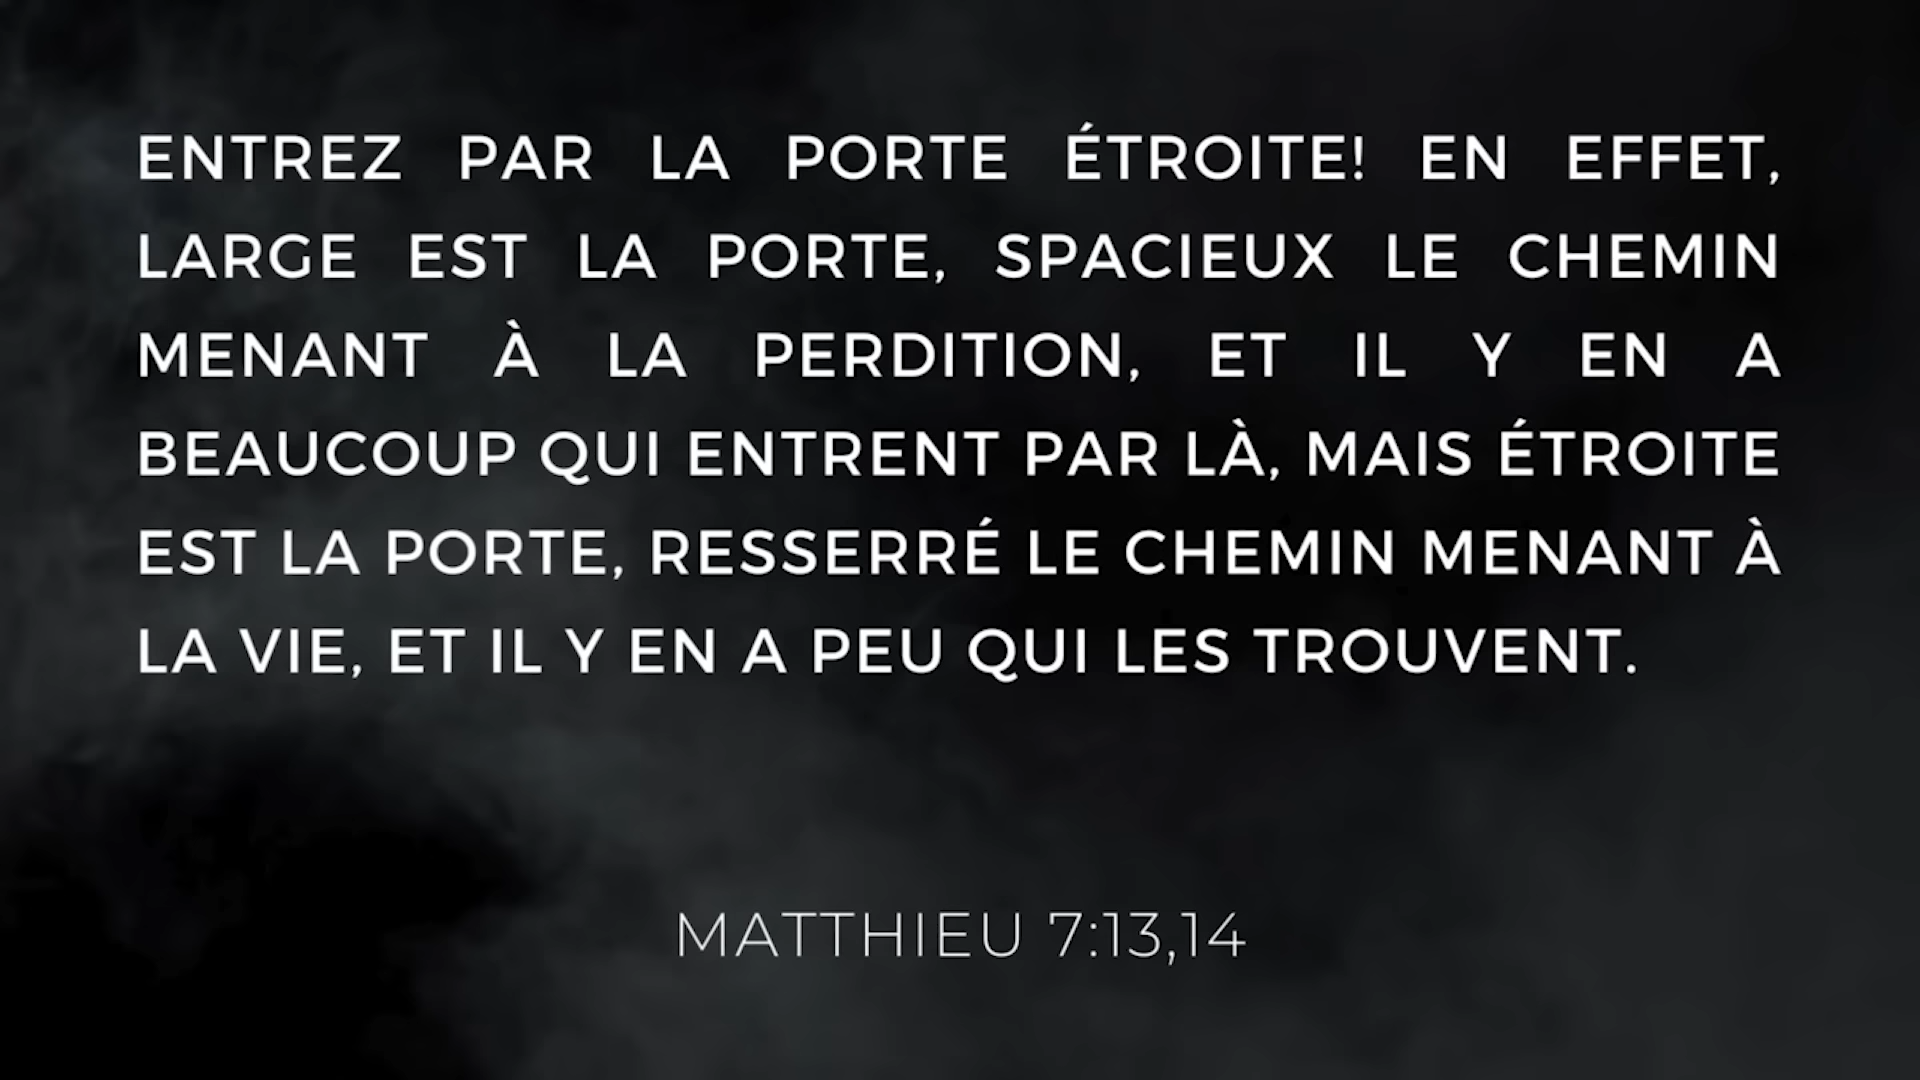 ENTREZ PAR LA PORTE ÉTROITE! EN EFFET,
LARGE EST LA PORTE, SPACIEUX LE CHEMIN
MENANT À LA PERDITION, ET IL Y EN A
BEAUCOUP QUI ENTRENT PAR LÀ, MAIS ÉTROITE
EST LA PORTE, RESSERRÉ LE CHEMIN MENANT À
LA VIE, ET IL Y EN A PEU QUI LES TROUVENT.
MATTHIEU 7:13,14